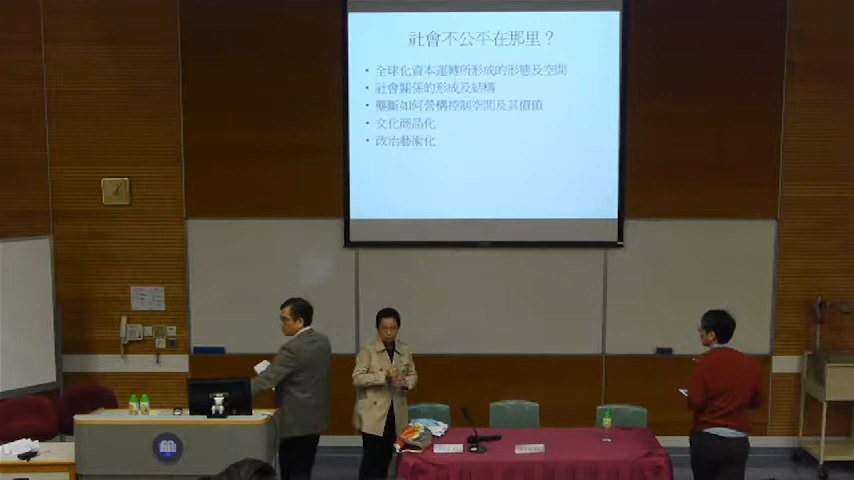 社會不公平在那里？
• 全球化資本運轉所形成的形態及空間
• 社會關係的形成及結構
• 壟斷如何營構控制空間及其價值
• 文化商品化
• 政治藝術化